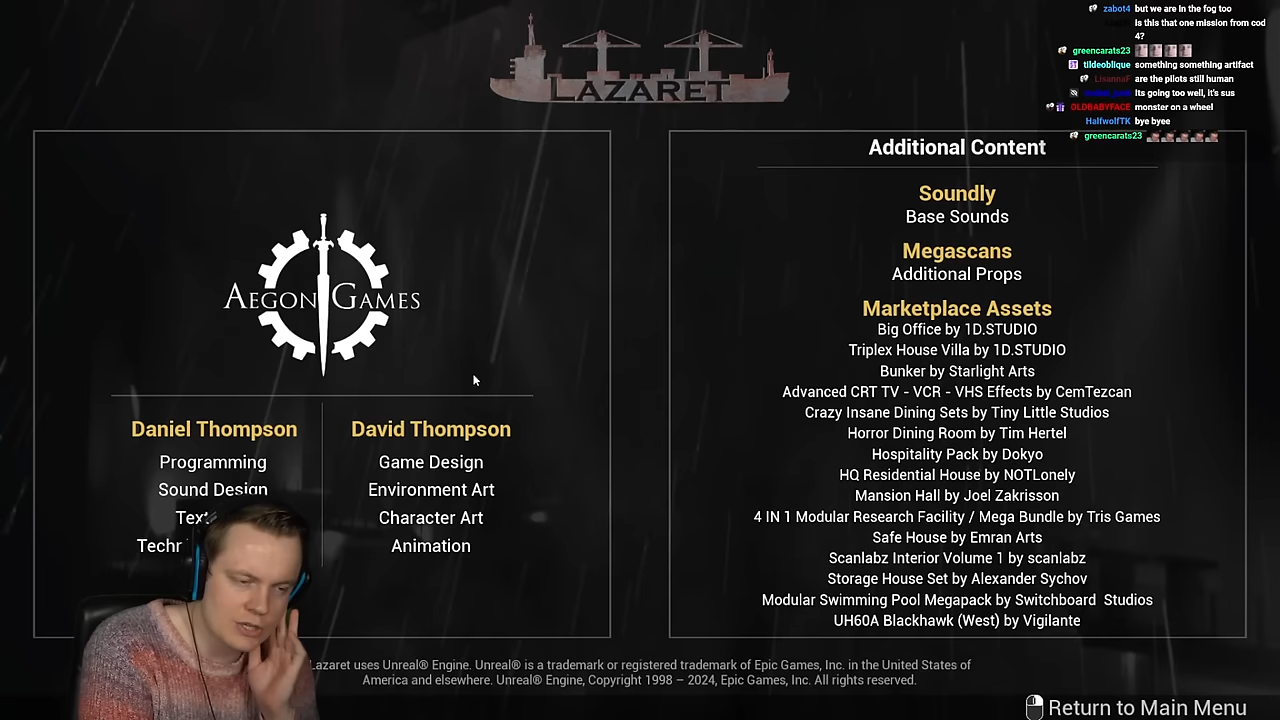 LAZARET
zabot4 but we are in the fog too
is this that one mission from cod
4?
greencarats23
tildeoblique something something artifact
LisannaF are the pilots still human
Its going too well, it's sus
OLDBABYFACE monster on a wheel
HalfwolfTK bye byee
greencarats23
AEGON GAMES
Daniel Thompson
Programming
Sound Design
Text
Techr
David Thompson
Game Design
Environment Art
Character Art
Animation
Additional Content
Soundly
Base Sounds
Megascans
Additional Props
Marketplace Assets
Big Office by 1D.STUDIO
Triplex House Villa by 1D.STUDIO
Bunker by Starlight Arts
Advanced CRT TV - VCR - VHS Effects by CemTezcan
Crazy Insane Dining Sets by Tiny Little Studios
Horror Dining Room by Tim Hertel
Hospitality Pack by Dokyo
HQ Residential House by NOTLonely
Mansion Hall by Joel Zakrisson
4 IN 1 Modular Research Facility / Mega Bundle by Tris Games
Safe House by Emran Arts
Scanlabz Interior Volume 1 by scanlabz
Storage House Set by Alexander Sychov
Modular Swimming Pool Megapack by Switchboard Studios
UH60A Blackhawk (West) by Vigilante
Lazaret uses Unreal® Engine. Unreal® is a trademark or registered trademark of Epic Games, Inc. in the United States of
America and elsewhere. Unreal® Engine, Copyright 1998 – 2024, Epic Games, Inc. All rights reserved.
Return to Main Menu